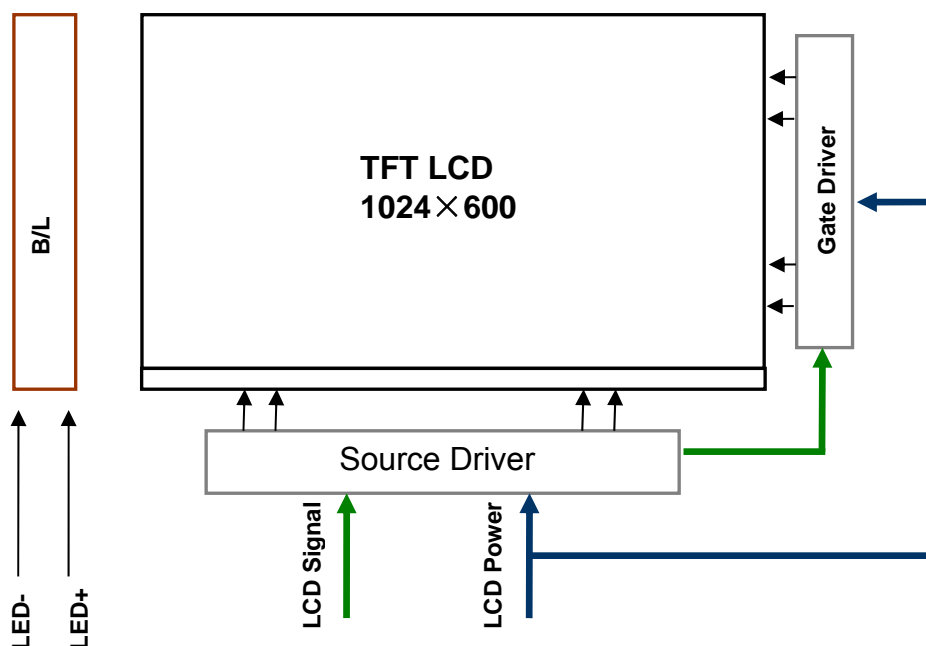 TFT LCD
1024×600
B/L
Gate Driver
Source Driver
LCD Signal
LCD Power
LED-
LED+